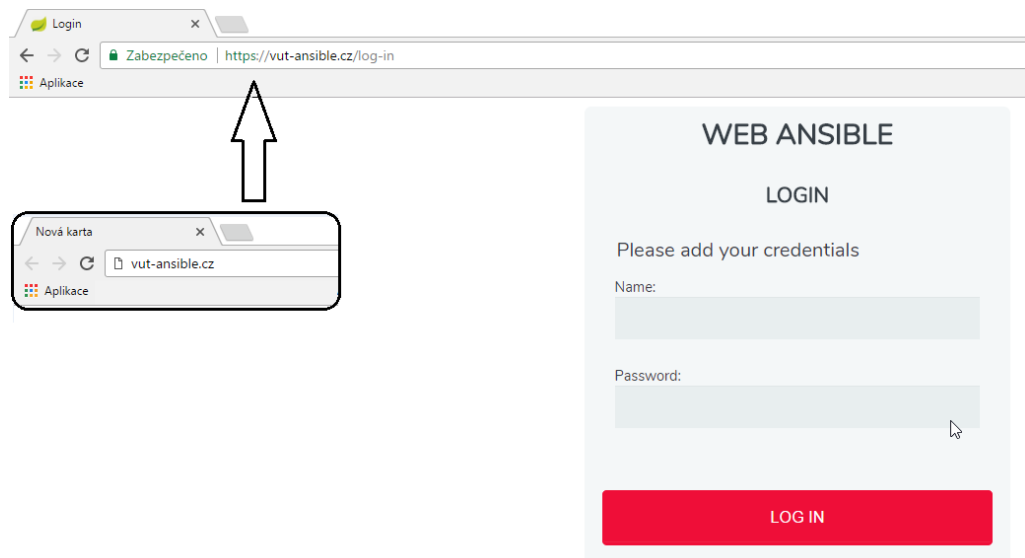 Login
Zabezpečeno | https://vut-ansible.cz/log-in
Aplikace
WEB ANSIBLE
LOGIN
Please add your credentials
Name:
Password:
LOG IN
Nová karta
vut-ansible.cz
Aplikace